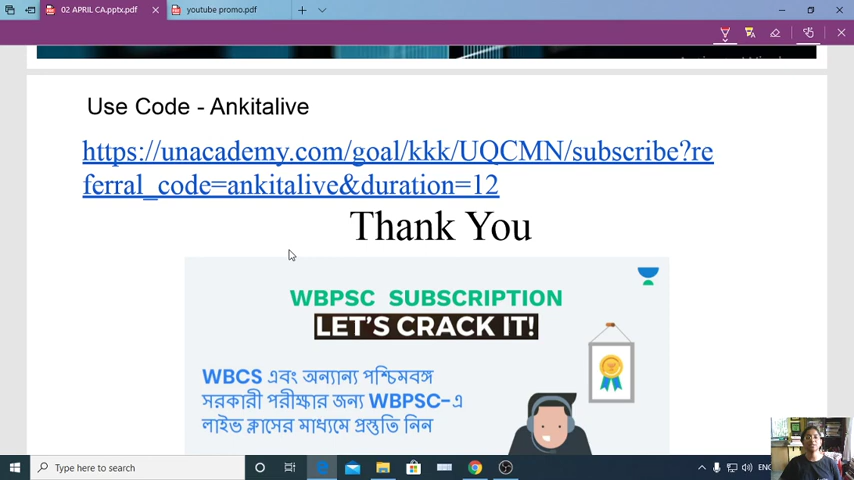 02 APRIL CA.pptx.pdf
youtube promo.pdf
Use Code - Ankitalive
https://unacademy.com/goal/kkk/UQCMN/subscribe?re
ferral_code=ankitalive&duration=12
Thank You
WBPSC SUBSCRIPTION
LET'S CRACK IT!
WBCS এবং অন্যান্য পশ্চিমবঙ্গ
সরকারী পরীক্ষার জন্য WBPSC-এ
লাইভ ক্লাসের মাধ্যমে প্রস্তুতি নিন
Type here to search
ENG